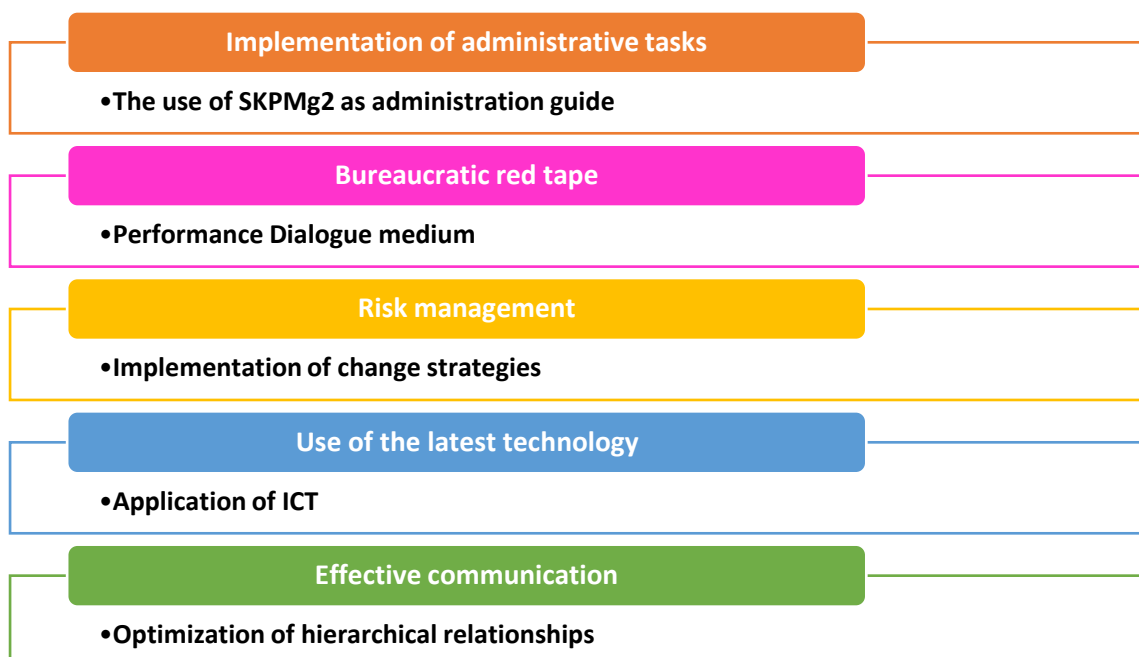 Implementation of administrative tasks
•The use of SKPMg2 as administration guide
Bureaucratic red tape
•Performance Dialogue medium
Risk management
•Implementation of change strategies
Use of the latest technology
•Application of ICT
Effective communication
•Optimization of hierarchical relationships